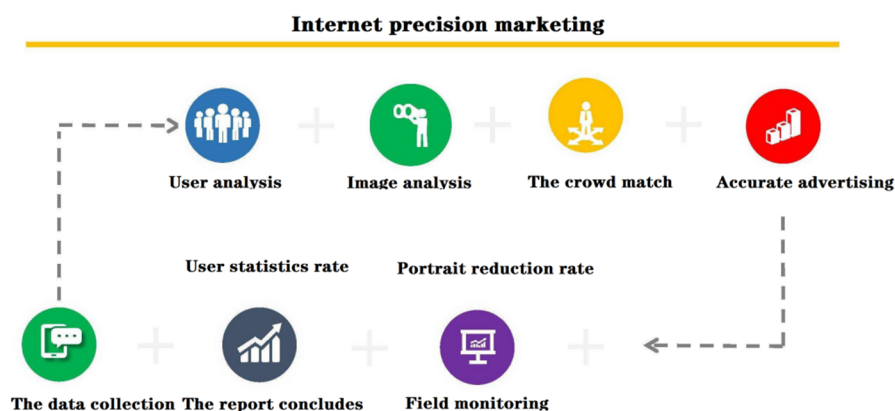 Internet precision marketing
User analysis
Image analysis
The crowd match
Accurate advertising
User statistics rate
Portrait reduction rate
The data collection
The report concludes
Field monitoring